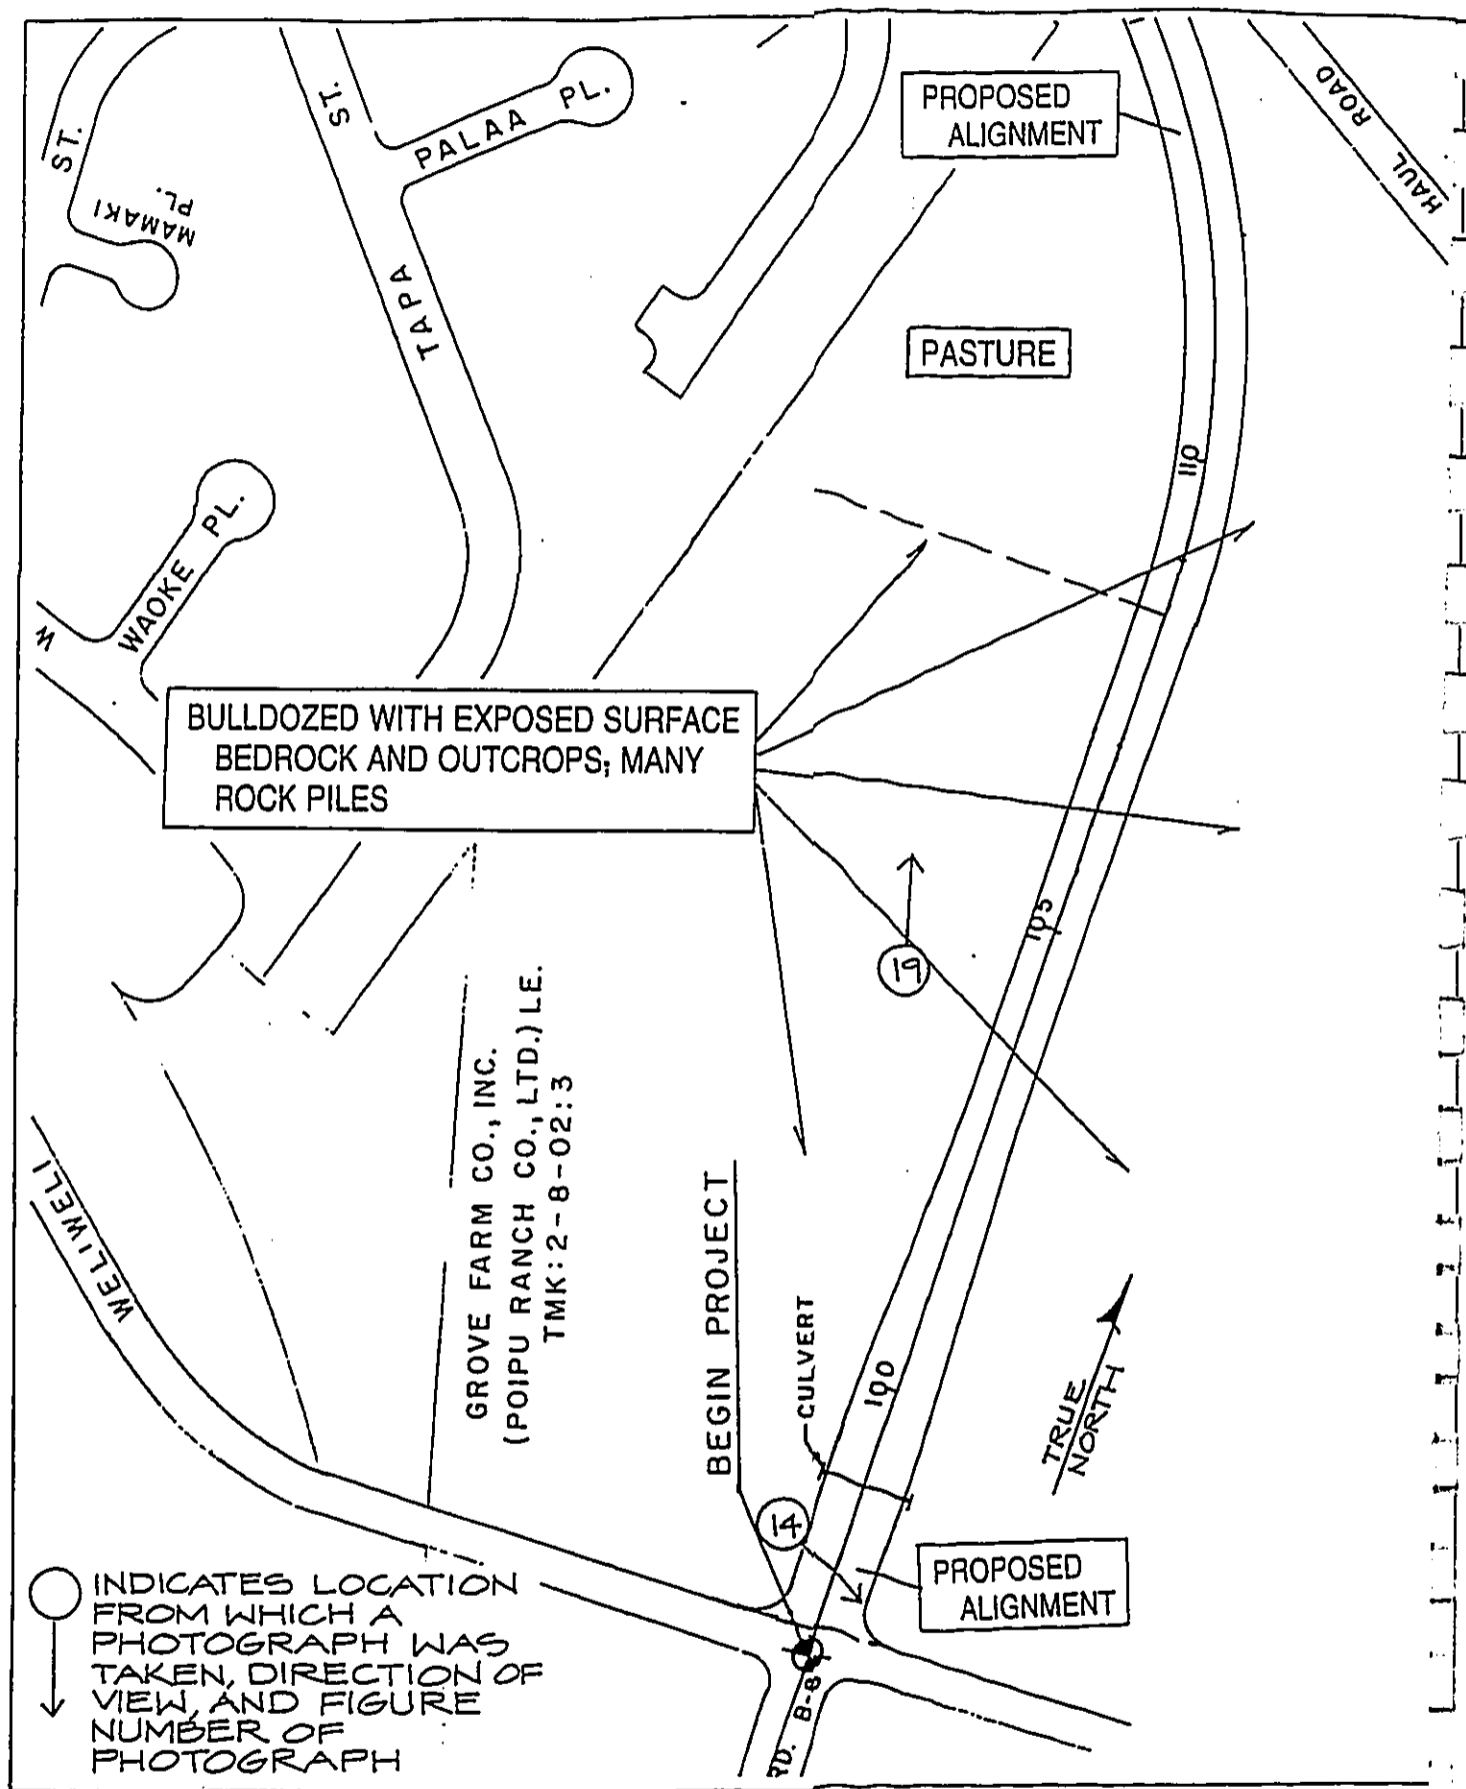 PALAA PL.
ST.
ST.
MAMAKI
PL.
TAPA
PROPOSED
ALIGNMENT
HAUL ROAD
PASTURE
110
WAOKE PL.
W
BULLDOZED WITH EXPOSED SURFACE
BEDROCK AND OUTCROPS; MANY
ROCK PILES
105
19
GROVE FARM CO., INC.
(POIPU RANCH CO., LTD.) LE.
TMK: 2-8-02:3
WELIWELI
BEGIN PROJECT
CULVERT
100
TRUE
NORTH
14
PROPOSED
ALIGNMENT
RD.
INDICATES LOCATION
FROM WHICH A
PHOTOGRAPH WAS
TAKEN, DIRECTION OF
VIEW, AND FIGURE
NUMBER OF
PHOTOGRAPH